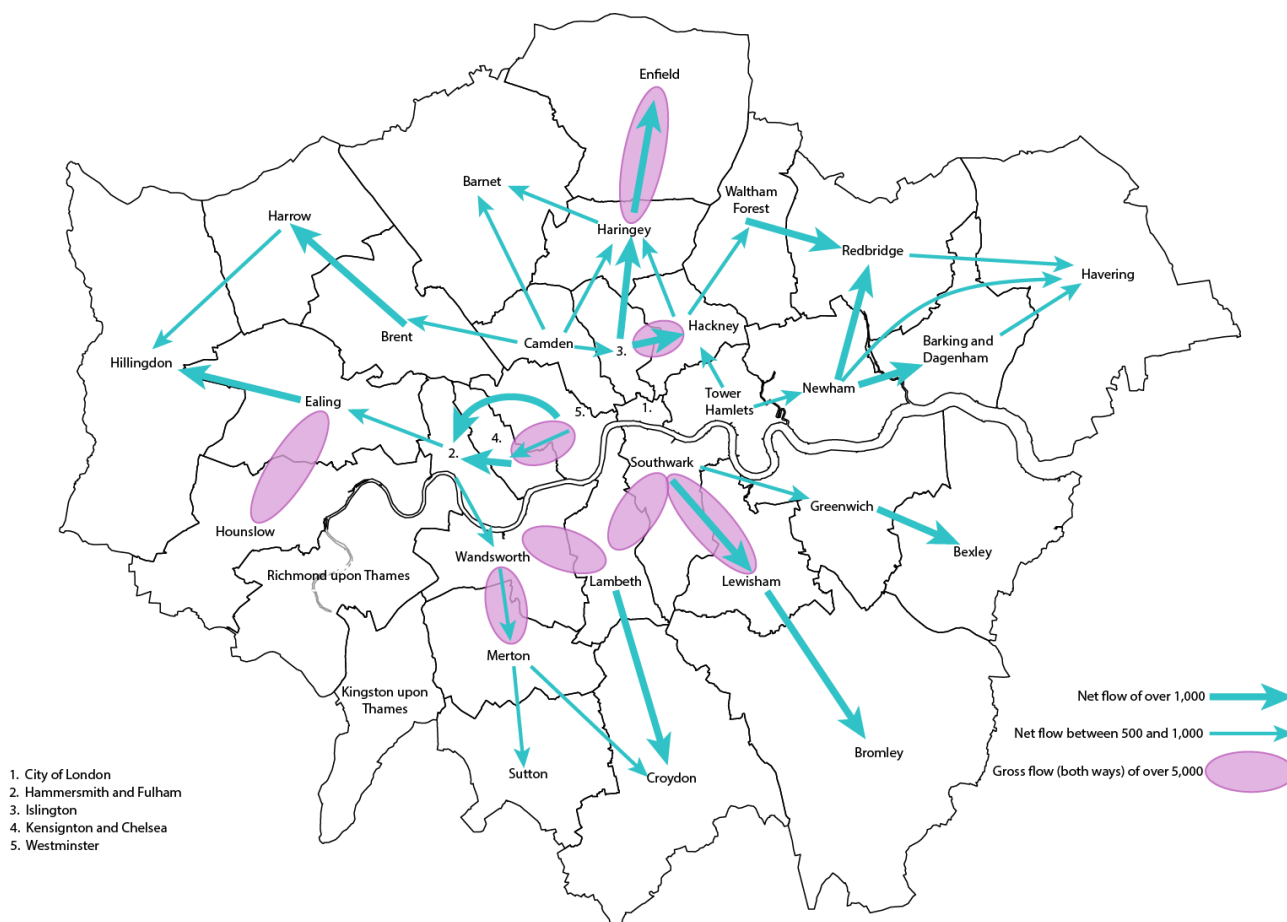 Enfield
Barnet
Waltham
Forest
Harrow
Haringey
Redbridge
Havering
Hackney
Brent
Camden
3.
Barking and
Dagenham
Hillingdon
Newham
Tower
Hamlets
1.
Ealing
5.
4.
2.
Southwark
Greenwich
Hounslow
Bexley
Wandsworth
Richmond upon Thames
Lambeth
Lewisham
Merton
Kingston upon
Thames
Net flow of over 1,000
Net flow between 500 and 1,000
Bromley
Sutton
Croydon
Gross flow (both ways) of over 5,000
1. City of London
2. Hammersmith and Fulham
3. Islington
4. Kensignton and Chelsea
5. Westminster